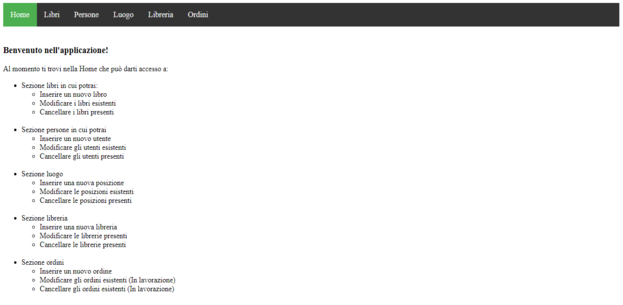 Home Libri Persone Luogo Libreria Ordini
Benvenuto nell'applicazione!
Al momento ti trovi nella Home che può darti accesso a:
Sezione libri in cui potrai:
Inserire un nuovo libro
Modificare i libri esistenti
Cancellare i libri presenti
Sezione persone in cui potrai
Inserire un nuovo utente
Modificare gli utenti esistenti
Cancellare gli utenti presenti
Sezione luogo
Inserire una nuova posizione
Modificare le posizioni esistenti
Cancellare le posizioni presenti
Sezione libreria
Inserire una nuova libreria
Modificare le librerie presenti
Cancellare le librerie presenti
Sezione ordini
Inserire un nuovo ordine
Modificare gli ordini esistenti (In lavorazione)
Cancellare gli ordini esistenti (In lavorazione)